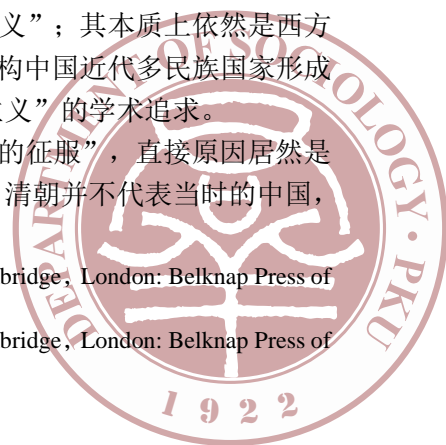 义”；其本质上依然是西方
构中国近代多民族国家形成
义”的学术追求。
的征服”，直接原因居然是
清朝并不代表当时的中国，
bridge, London: Belknap Press of
bridge, London: Belknap Press of
DEPARTMENT OF SOCIOLOGY · PKU
1922